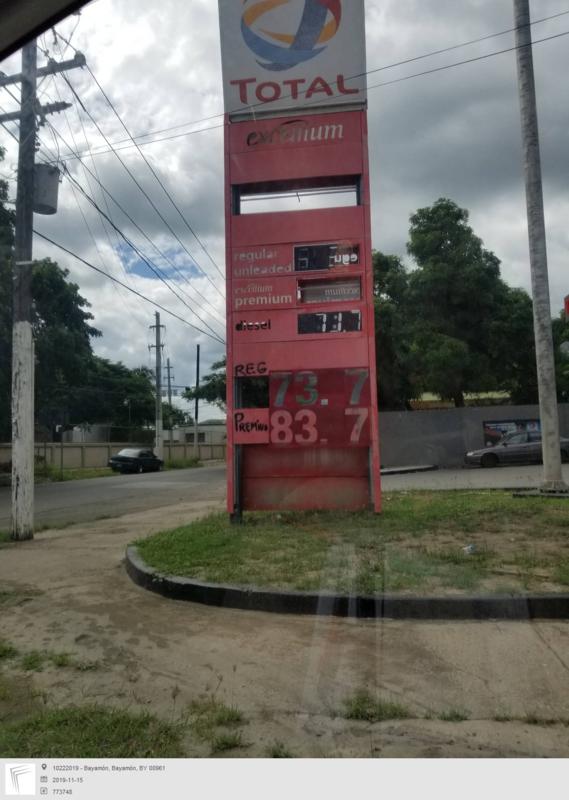 TOTAL
excellium
regular
unleaded
excellium
premium
diesel
REG
73.7
83.7
10222019 - Bayamón, Bayamón, BY 00961
2019-11-15
773748